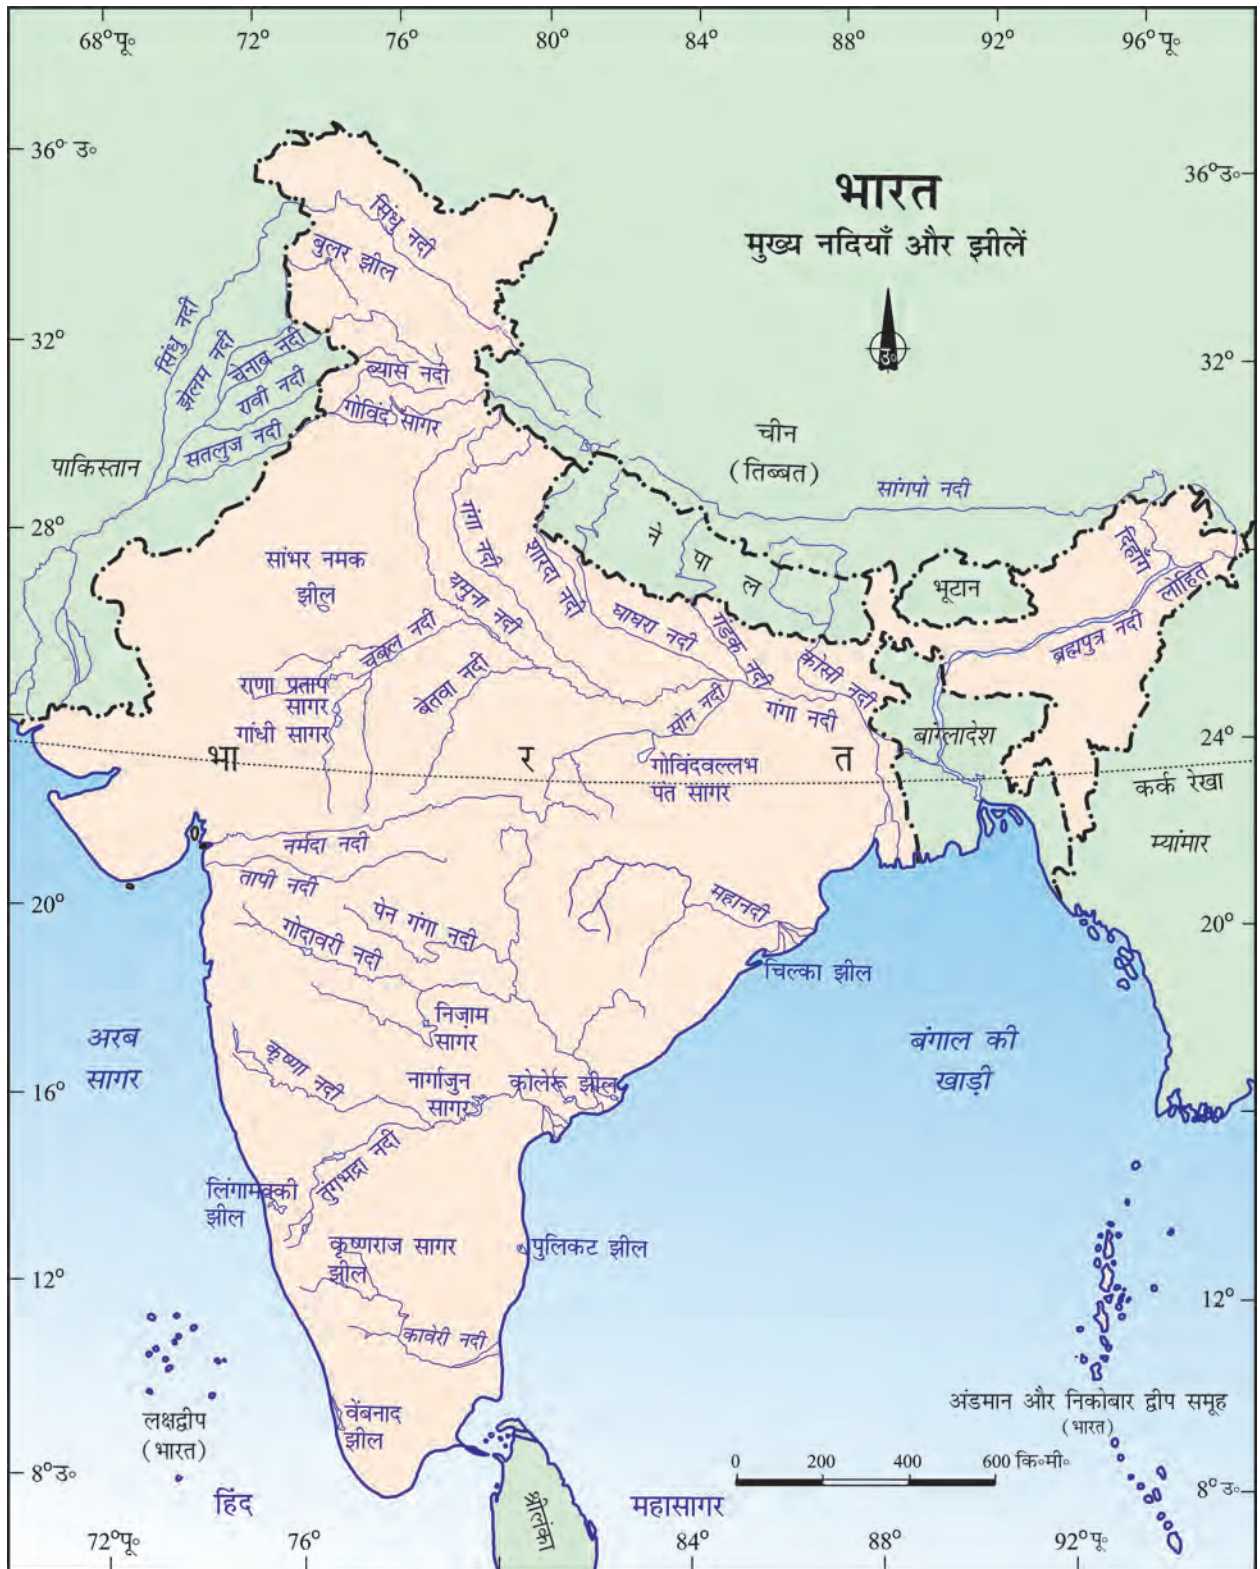 68°पू॰ 72° 76° 80° 84° 88° 92° 96°पू॰
36° उ॰
36°उ॰
भारत
मुख्य नदियाँ और झीलें
उ॰
सिंधु नदी
बुलर झील
सिंधु नदी
झेलम नदी
चेनाब नदी
रावी नदी
सतलुज नदी
ब्यास नदी
गोविंद सागर
32°
32°
पाकिस्तान
चीन
(तिब्बत)
सांगपो नदी
28°
28°
सांभर नमक
झील
गंगा नदी
यमुना नदी
शारदा नदी
घाघरा नदी
नेपाल
गंडक नदी
कोसी नदी
भूटान
दिहाँग
लोहित
ब्रह्मपुत्र नदी
चंबल नदी
राणा प्रताप
सागर
गांधी सागर
बेतवा नदी
सोन नदी
गंगा नदी
बांग्लादेश
24°
भा र त
गोविंदवल्लभ
पंत सागर
कर्क रेखा
म्यांमार
नर्मदा नदी
तापी नदी
20°
20°
पेन गंगा नदी
गोदावरी नदी
महानदी
चिल्का झील
निजाम
सागर
अरब
सागर
बंगाल की
खाड़ी
16°
कृष्णा नदी
नार्गाजुन
सागर
कोलेरू झील
तुंगभद्रा नदी
लिंगामक्की
झील
कृष्णराज सागर
झील
पुलिकट झील
12°
12°
कावेरी नदी
वेंबनाद
झील
लक्षद्वीप
(भारत)
अंडमान और निकोबार द्वीप समूह
(भारत)
0 200 400 600 कि॰मी॰
8°उ॰
8°उ॰
हिंद
महासागर
श्रीलंका
72°पू॰ 76° 84° 88° 92°पू॰